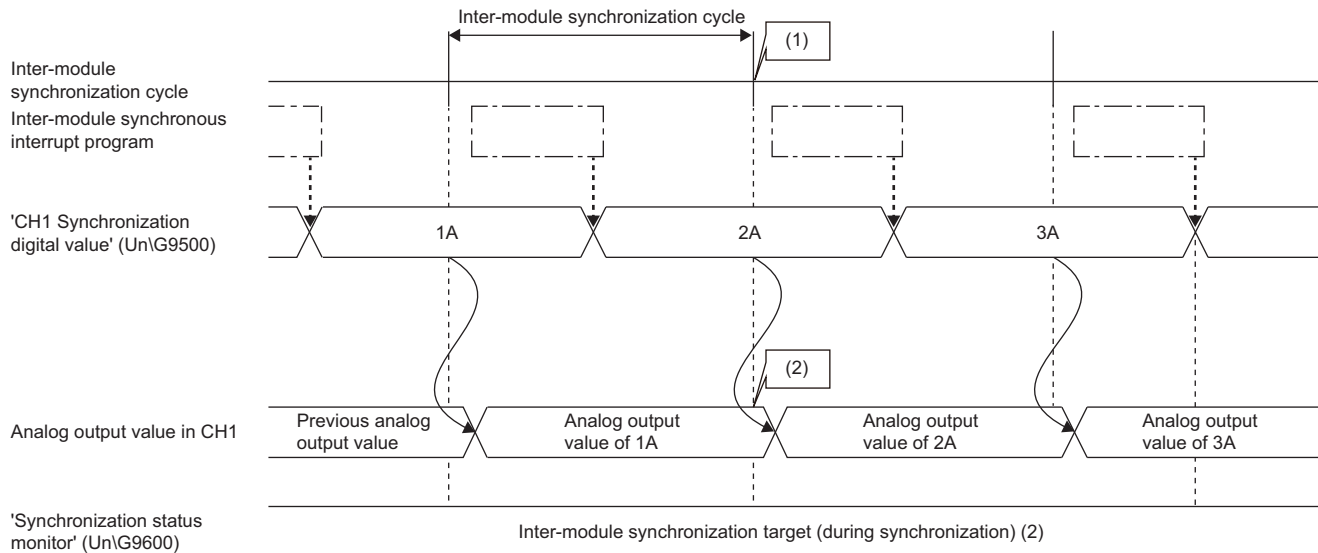 Inter-module synchronization cycle
(1)
Inter-module
synchronization cycle
Inter-module synchronous
interrupt program
'CH1 Synchronization
digital value' (Un\G9500)
1A
2A
3A
(2)
Analog output value in CH1
Previous analog
output value
Analog output
value of 1A
Analog output
value of 2A
Analog output
value of 3A
'Synchronization status
monitor' (Un\G9600)
Inter-module synchronization target (during synchronization) (2)